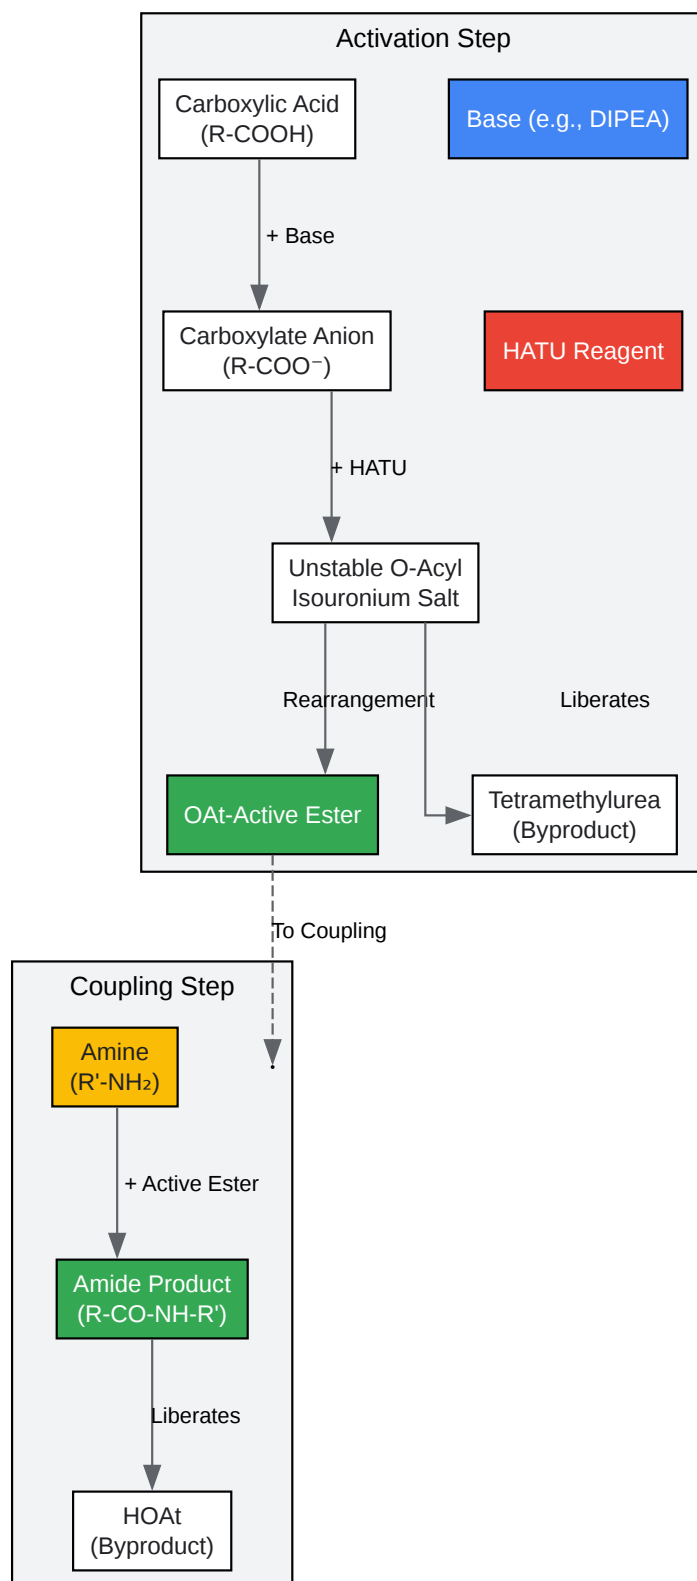 Activation Step
Carboxylic Acid
(R-COOH)
Base (e.g., DIPEA)
+ Base
Carboxylate Anion
(R-COO⁻)
HATU Reagent
+ HATU
Unstable O-Acyl
Isouronium Salt
Rearrangement
Liberates
OAt-Active Ester
Tetramethylurea
(Byproduct)
To Coupling
Coupling Step
Amine
(R'-NH₂)
+ Active Ester
Amide Product
(R-CO-NH-R')
Liberates
HOAt
(Byproduct)